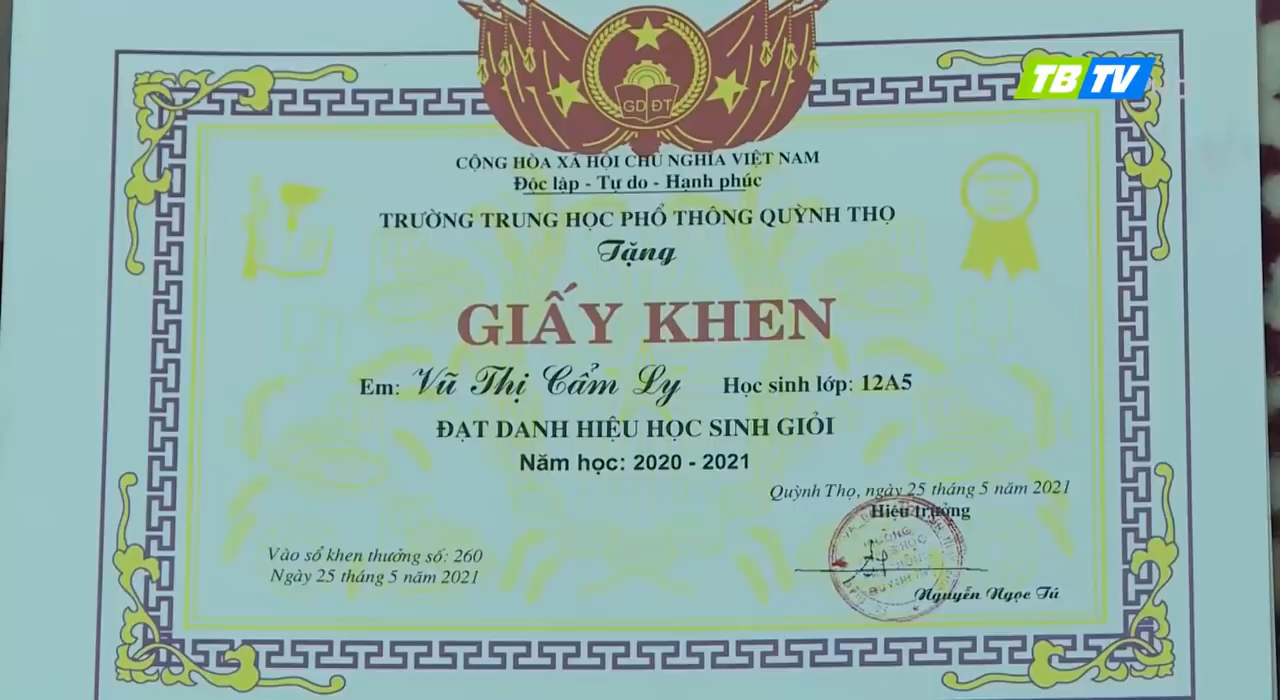 TBTV
GD ĐT
CỘNG HÒA XÃ HỘI CHỦ NGHĨA VIỆT NAM
Độc lập - Tự do - Hạnh phúc
TRƯỜNG TRUNG HỌC PHỔ THÔNG QUỲNH THỌ
Tặng
GIẤY KHEN
Em: Vũ Thị Cẩm Ly Học sinh lớp: 12A5
ĐẠT DANH HIỆU HỌC SINH GIỎI
Năm học: 2020 - 2021
Quỳnh Thọ, ngày 25 tháng 5 năm 2021
Hiệu trưởng
Vào sổ khen thưởng số: 260
Ngày 25 tháng 5 năm 2021
Nguyễn Ngọc Tú